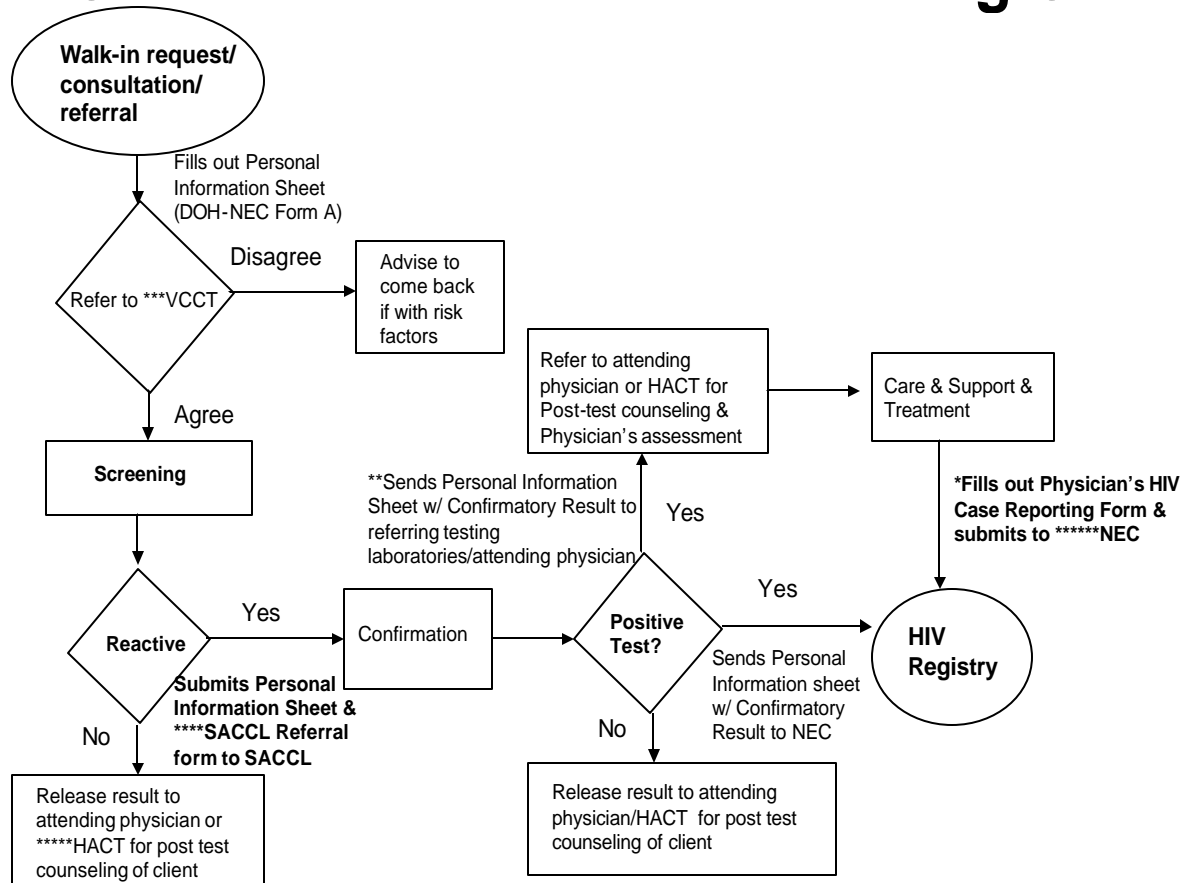 Walk-in request/
consultation/
referral
Fills out Personal
Information Sheet
(DOH-NEC Form A)
Refer to ***VCCT
Disagree
Advise to
come back
if with risk
factors
Agree
Screening
Reactive
Yes
Submits Personal
Information Sheet &
****SACCL Referral
form to SACCL
No
Release result to
attending physician or
*****HACT for post test
counseling of client
Confirmation
Positive
Test?
**Sends Personal Information
Sheet w/ Confirmatory Result to
referring testing
laboratories/attending physician
Yes
Refer to attending
physician or HACT for
Post-test counseling &
Physician's assessment
Care & Support &
Treatment
*Fills out Physician's HIV
Case Reporting Form &
submits to ******NEC
Yes
Sends Personal
Information sheet
w/ Confirmatory
Result to NEC
HIV
Registry
No
Release result to attending
physician/HACT for post test
counseling of client